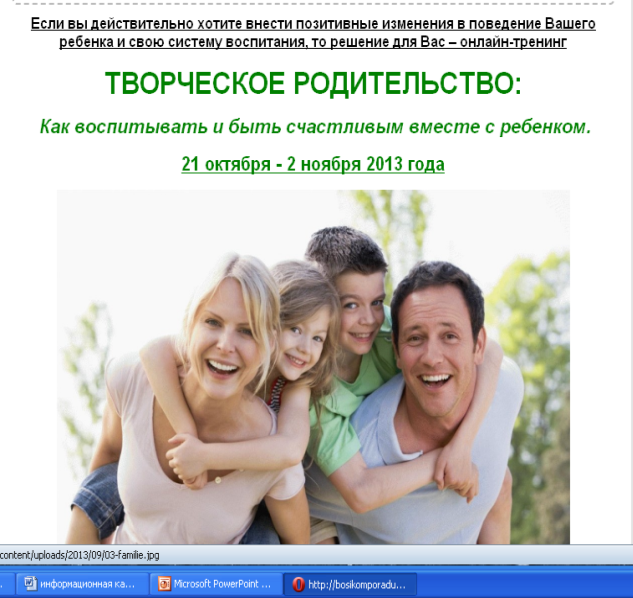 Если вы действительно хотите внести позитивные изменения в поведение Вашего
ребенка и свою систему воспитания, то решение для Вас – онлайн-тренинг
ТВОРЧЕСКОЕ РОДИТЕЛЬСТВО:
Как воспитывать и быть счастливым вместе с ребенком.
21 октября - 2 ноября 2013 года
content/uploads/2013/09/03-familie.jpg
информационная ка... Microsoft PowerPoint ... http://bosikomporadu...